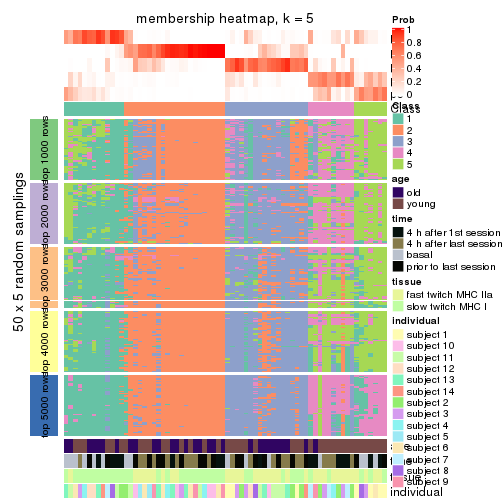 membership heatmap, k = 5
50 x 5 random samplings
top 1000 rows
top 2000 rows
top 3000 rows
top 4000 rows
top 5000 rows
Prob
1
0.8
0.6
0.4
0.2
0
Class
Class
1
2
3
4
5
age
old
young
time
4 h after 1st session
4 h after last session
basal
prior to last session
tissue
fast twitch MHC IIa
slow twitch MHC I
individual
subject 1
subject 10
subject 11
subject 12
subject 13
subject 14
subject 2
subject 3
subject 4
subject 5
subject 6
subject 7
subject 8
subject 9
individual